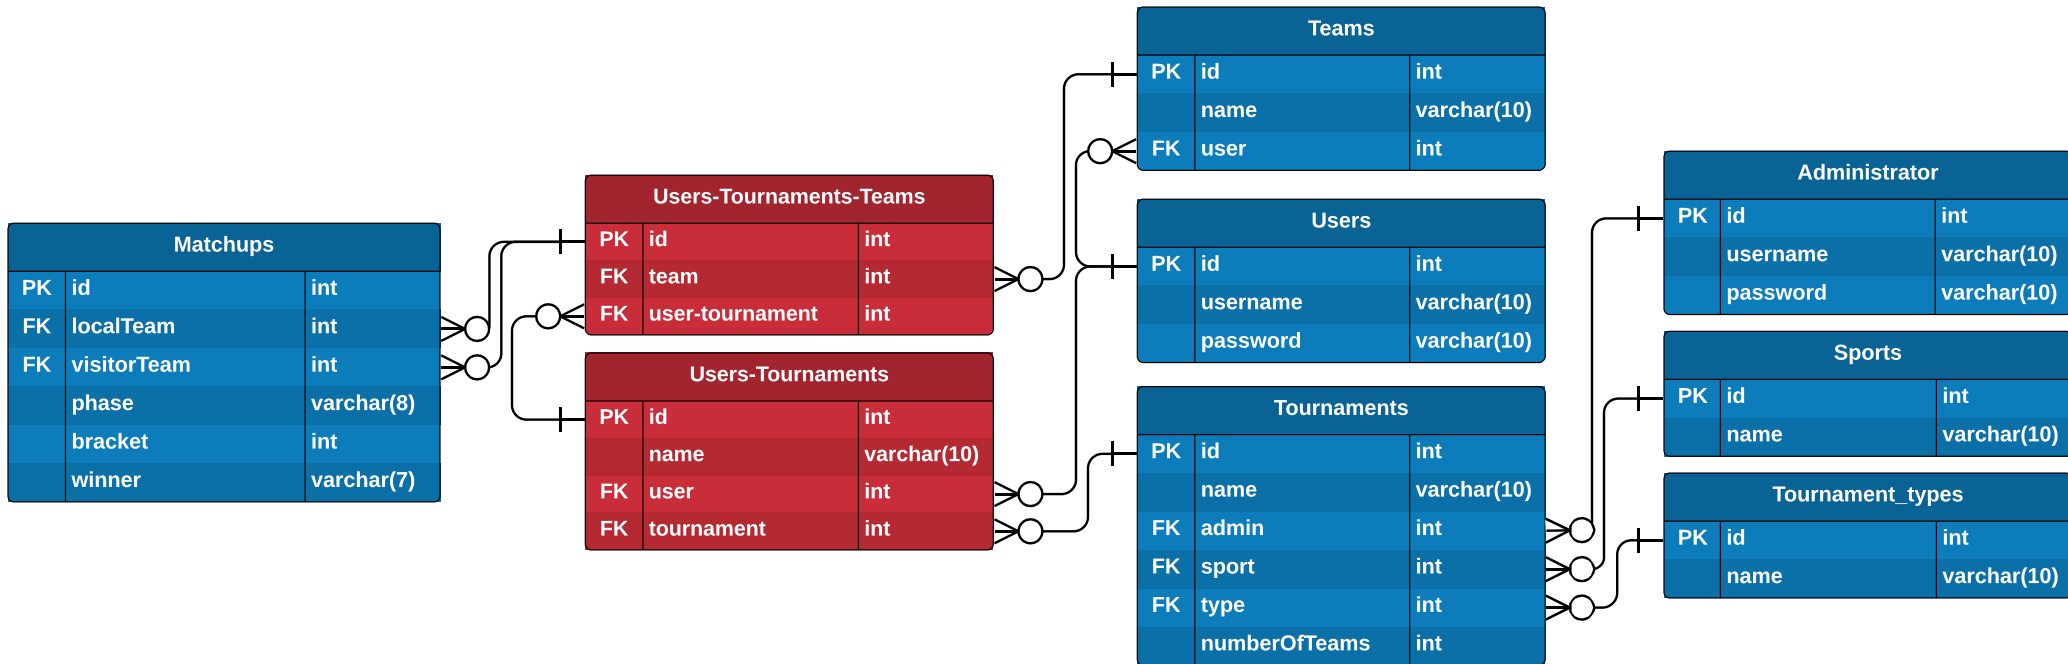 Matchups
PK id int
FK localTeam int
FK visitorTeam int
phase varchar(8)
bracket int
winner varchar(7)
Users-Tournaments-Teams
PK id int
FK team int
FK user-tournament int
Users-Tournaments
PK id int
name varchar(10)
FK user int
FK tournament int
Teams
PK id int
name varchar(10)
FK user int
Users
PK id int
username varchar(10)
password varchar(10)
Tournaments
PK id int
name varchar(10)
FK admin int
FK sport int
FK type int
numberOfTeams int
Administrator
PK id int
username varchar(10)
password varchar(10)
Sports
PK id int
name varchar(10)
Tournament_types
PK id int
name varchar(10)